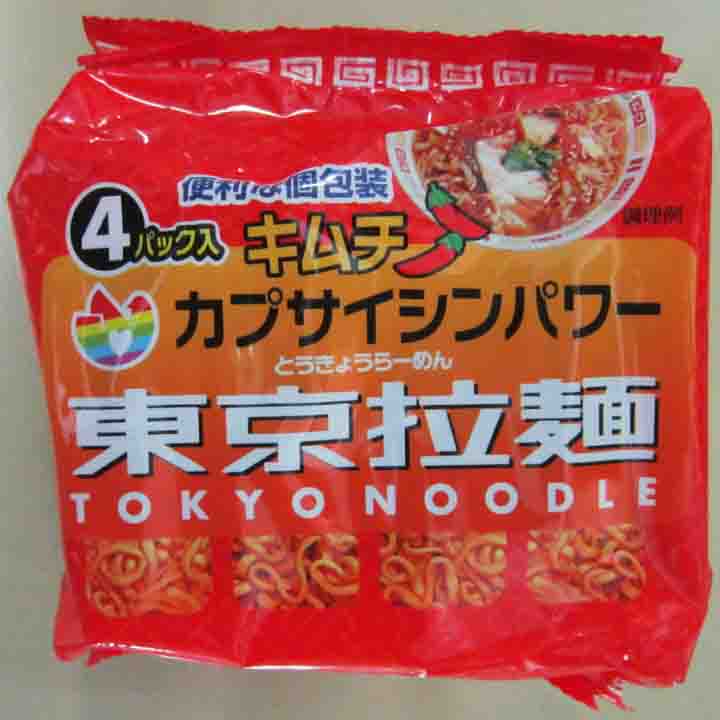 便利な個包装
4パック入
キムチ
調理例
カプサイシンパワー
とうきょうらーめん
東京拉麺
TOKYO NOODLE